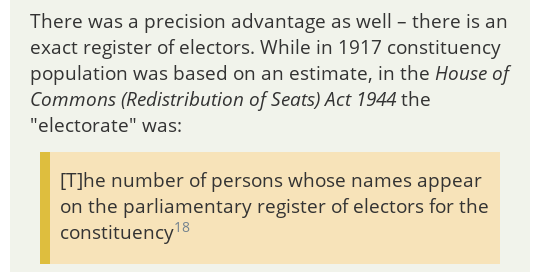 There was a precision advantage as well – there is an
exact register of electors. While in 1917 constituency
population was based on an estimate, in the House of
Commons (Redistribution of Seats) Act 1944 the
"electorate" was:
[T]he number of persons whose names appear
on the parliamentary register of electors for the
constituency18